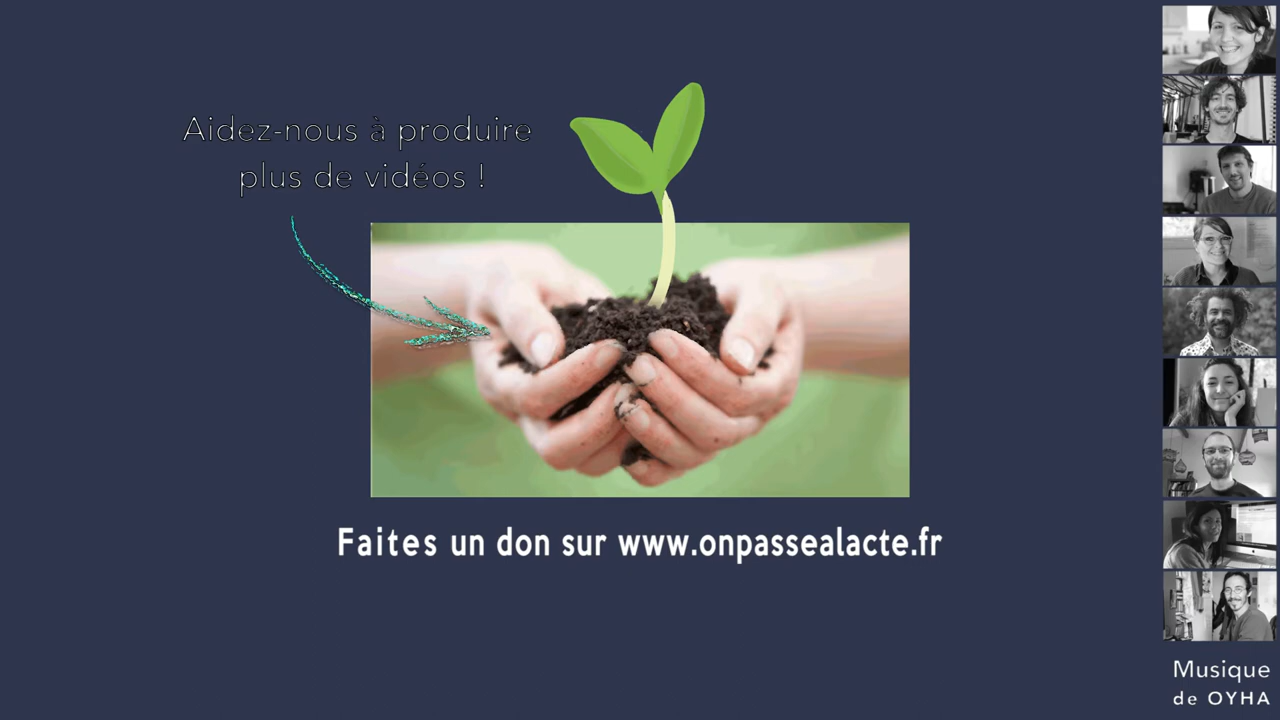 Aidez-nous à produire
plus de vidéos !
Faites un don sur www.onpassealacte.fr
Musique
de OYHA